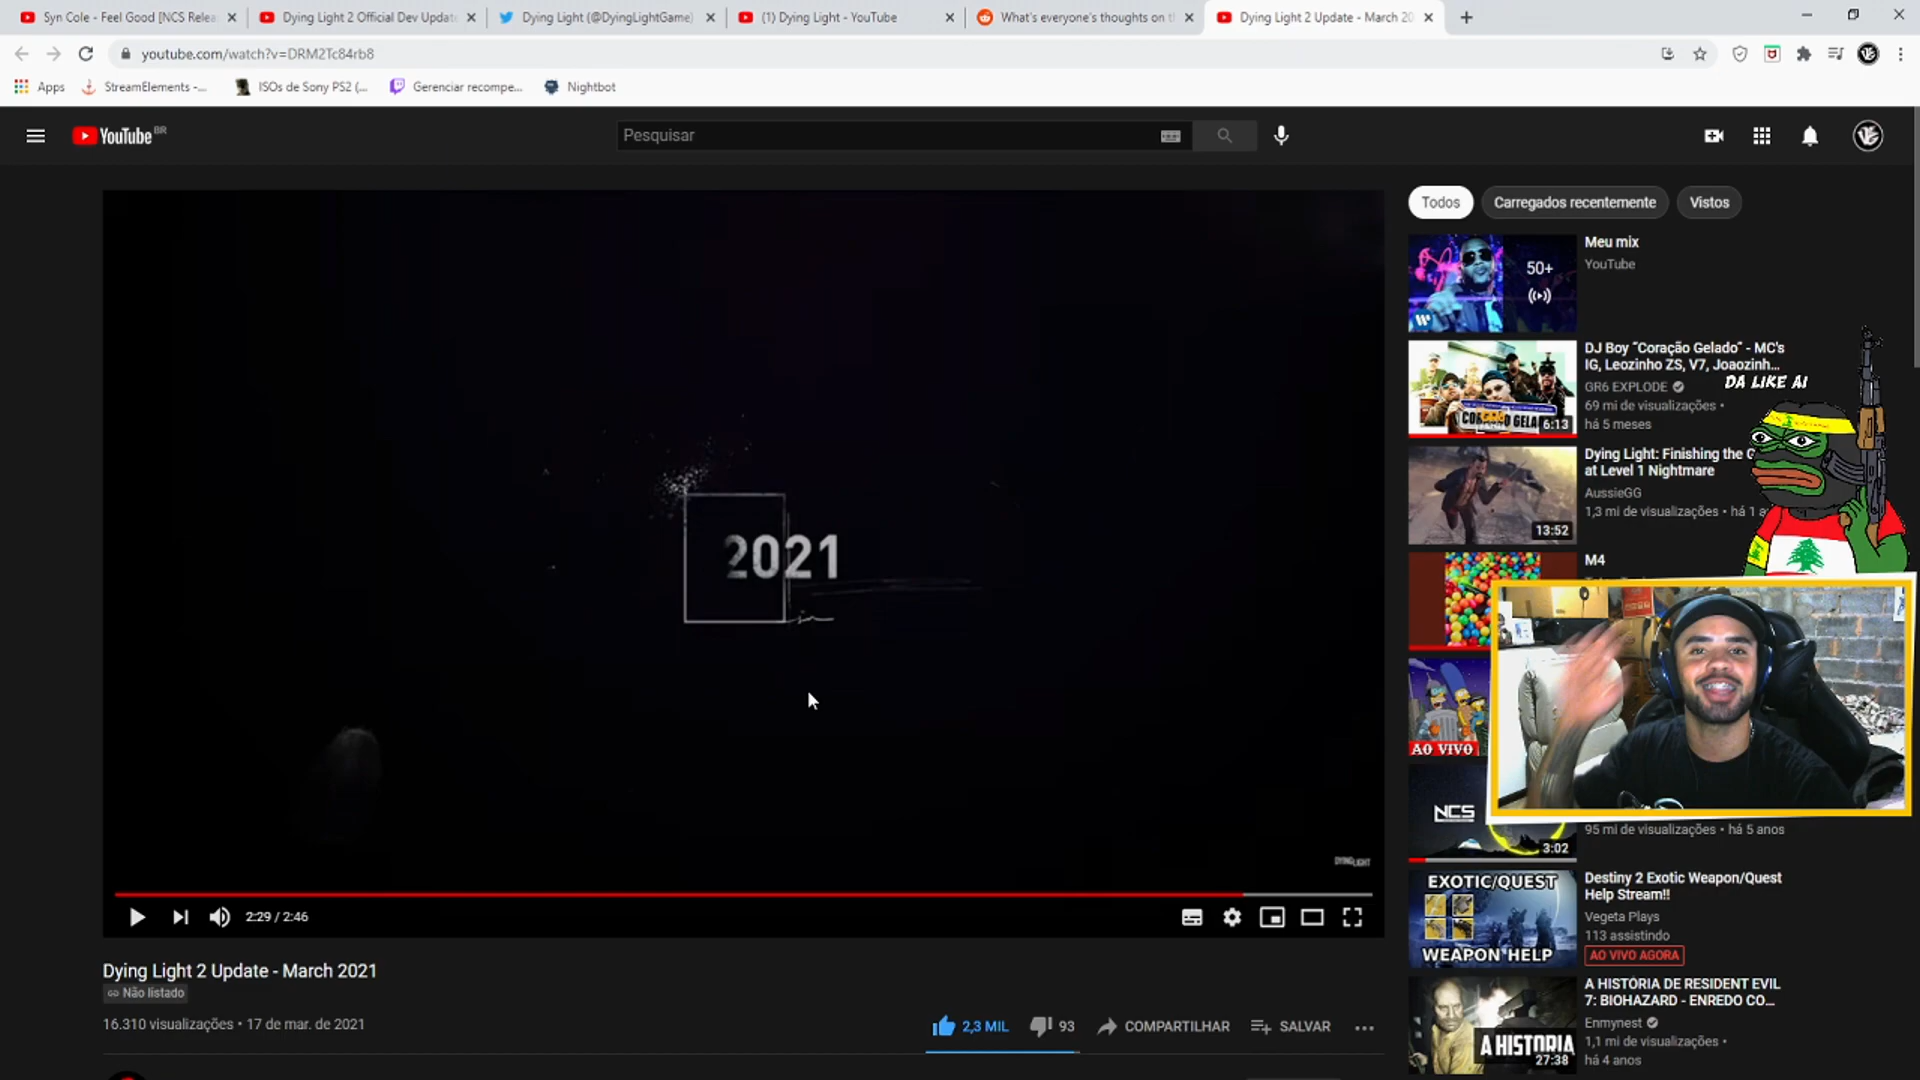 Syn Cole - Feel Good [NCS Relea
Dying Light 2 Official Dev Updat
Dying Light (@DyingLightGame)
(1) Dying Light - YouTube
What's everyone's thoughts on t
Dying Light 2 Update - March 20
youtube.com/watch?v=DRM2Tc84rb8
Apps
StreamElements -...
ISOs de Sony PS2 (...
Gerenciar recompe...
Nightbot
YouTube BR
Pesquisar
Todos
Carregados recentemente
Vistos
Meu mix
YouTube
50+
DJ Boy “Coração Gelado” - MC's
IG, Leozinho ZS, V7, Joaozinh...
DA LIKE AI
GR6 EXPLODE
69 mi de visualizações •
há 5 meses
6:13
Dying Light: Finishing the G
at Level 1 Nightmare
AussieGG
1,3 mi de visualizações • há 1 a
13:52
M4
2021
AO VIVO
NCS
95 mi de visualizações • há 5 anos
3:02
DYING LIGHT
EXOTIC/QUEST
WEAPON HELP
Destiny 2 Exotic Weapon/Quest
Help Stream!!
Vegeta Plays
113 assistindo
AO VIVO AGORA
2:29 / 2:46
Dying Light 2 Update - March 2021
Não listado
16.310 visualizações • 17 de mar. de 2021
2,3 MIL
93
COMPARTILHAR
SALVAR
A HISTÓRIA DE RESIDENT EVIL
7: BIOHAZARD - ENREDO CO...
Enmynest
1,1 mi de visualizações •
há 4 anos
A HISTORIA
27:38